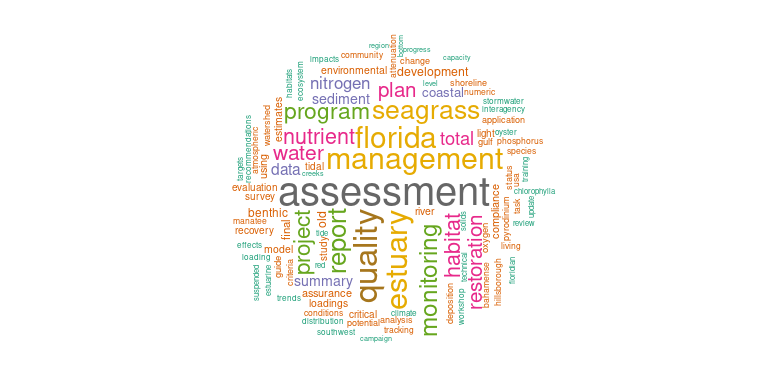 region
bottom
progress
impacts
community
attenuation
change
capacity
habitats
ecosystem
environmental
development
nitrogen
level
shoreline
plan
coastal
numeric
sediment
stormwater
interagency
watershed
estimates
program
seagrass
application
recommendations
atmospheric
nutrient
florida
total
light
oyster
gulf
phosphorus
water
management
species
targets
using
data
tidal
creeks
status
usa
training
evaluation
survey
assessment
compliance
chlorophylla
benthic
manatee
recovery
final
project
old
report
quality
estuary
river
habitat
solids
restoration
pyrodinium
task
update
review
tide
study
monitoring
oxygen
living
effects
loading
model
guide
criteria
red
technical
bahamense
hillsborough
floridian
suspended
estuarine
summary
trends
assurance
loadings
deposition
workshop
conditions
critical
climate
distribution
potential
analysis
southwest
tracking
campaign